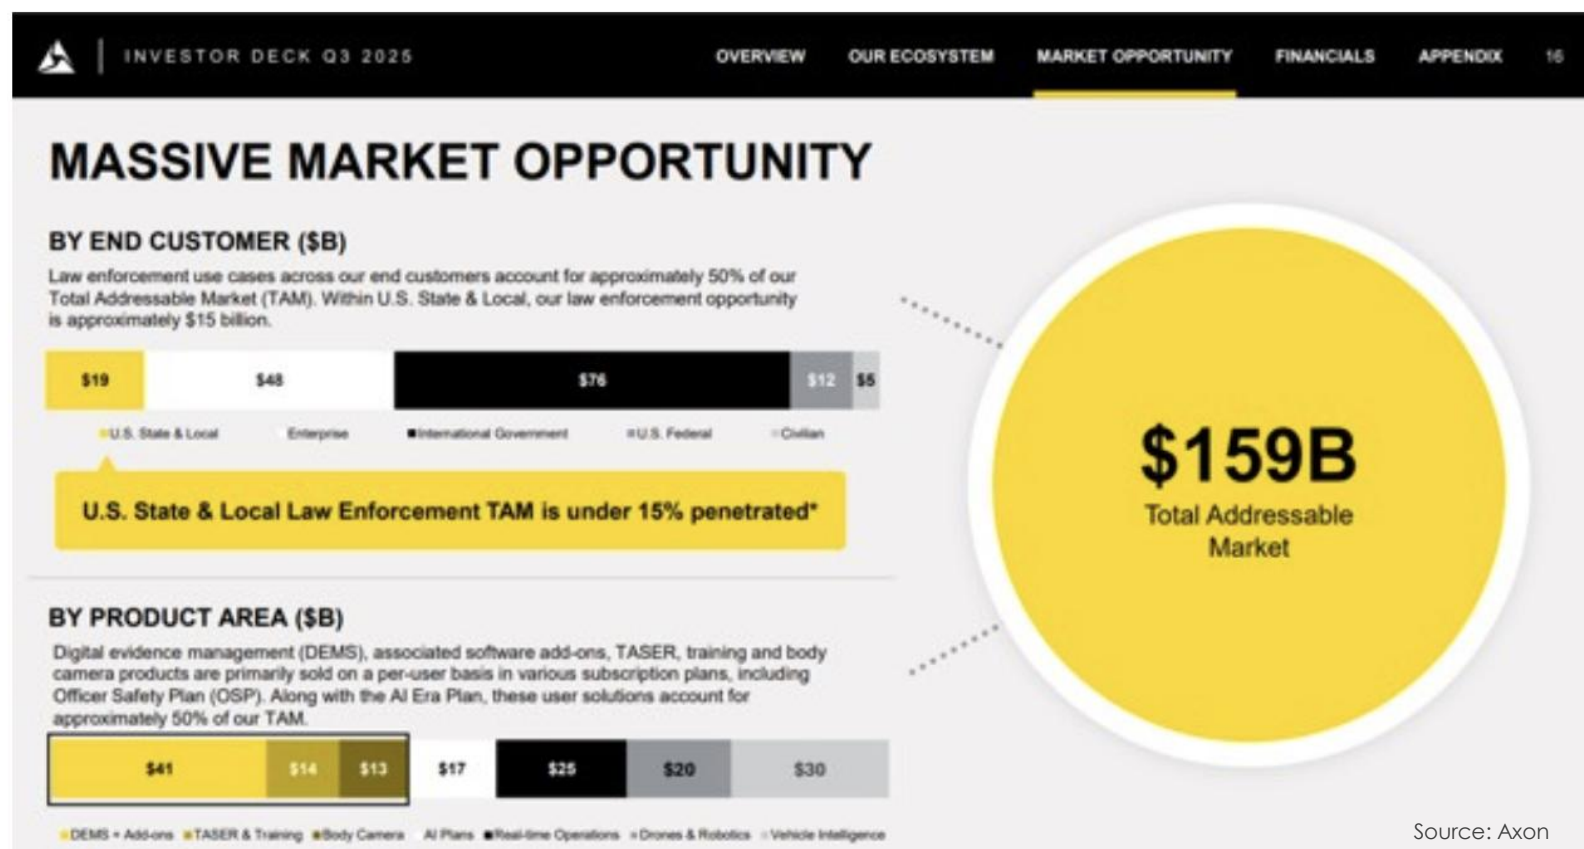 INVESTOR DECK Q3 2025
OVERVIEW
OUR ECOSYSTEM
MARKET OPPORTUNITY
FINANCIALS
APPENDIX
16
MASSIVE MARKET OPPORTUNITY
BY END CUSTOMER ($B)
Law enforcement use cases across our end customers account for approximately 50% of our
Total Addressable Market (TAM). Within U.S. State & Local, our law enforcement opportunity
is approximately $15 billion.
$19 $48 $76 $12 $5
U.S. State & Local Enterprise International Government U.S. Federal Civilian
U.S. State & Local Law Enforcement TAM is under 15% penetrated*
$159B
Total Addressable
Market
BY PRODUCT AREA ($B)
Digital evidence management (DEMS), associated software add-ons, TASER, training and body
camera products are primarily sold on a per-user basis in various subscription plans, including
Officer Safety Plan (OSP). Along with the AI Era Plan, these user solutions account for
approximately 50% of our TAM.
$41 $14 $13 $17 $25 $20 $30
DEMS + Add-ons TASER & Training Body Camera AI Plans Real-time Operations Drones & Robotics Vehicle Intelligence
Source: Axon